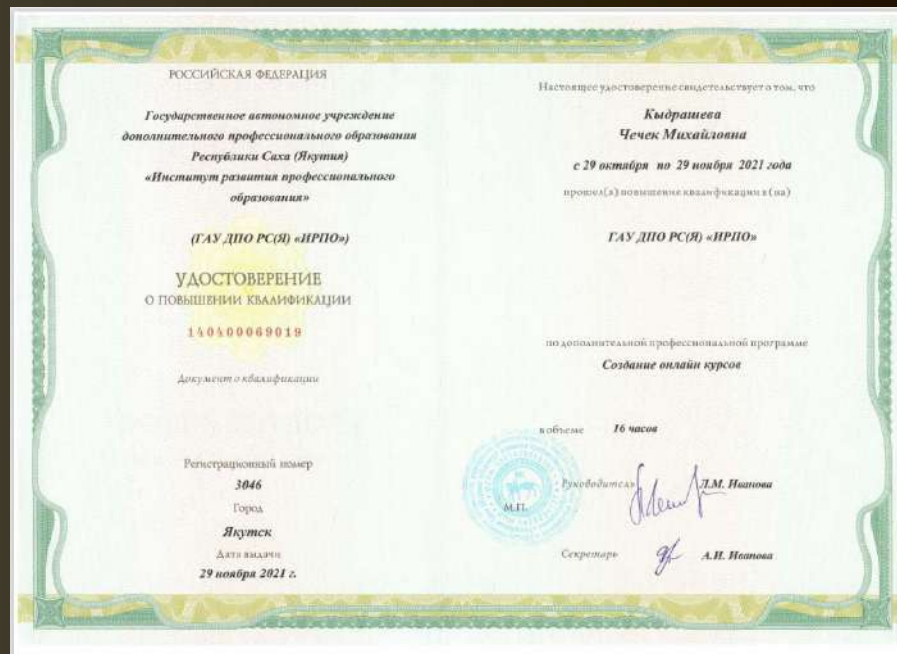 РОССИЙСКАЯ ФЕДЕРАЦИЯ
Государственное автономное учреждение
дополнительного профессионального образования
Республики Саха (Якутия)
«Институт развития профессионального
образования»
(ГАУ ДПО РС(Я) «ИРПО»)
УДОСТОВЕРЕНИЕ
О ПОВЫШЕНИИ КВАЛИФИКАЦИИ
140400069019
Документ о квалификации
Регистрационный номер
3046
Город
Якутск
Дата выдачи
29 ноября 2021 г.
Настоящее удостоверение свидетельствует о том, что
Кыдрашева
Чечек Михайловна
с 29 октября по 29 ноября 2021 года
прошел(а) повышение квалификации в (на)
ГАУ ДПО РС(Я) «ИРПО»
по дополнительной профессиональной программе
Создание онлайн курсов
в объеме 16 часов
Руководитель Л.М. Иванова
М.П.
Секретарь А.И. Иванова